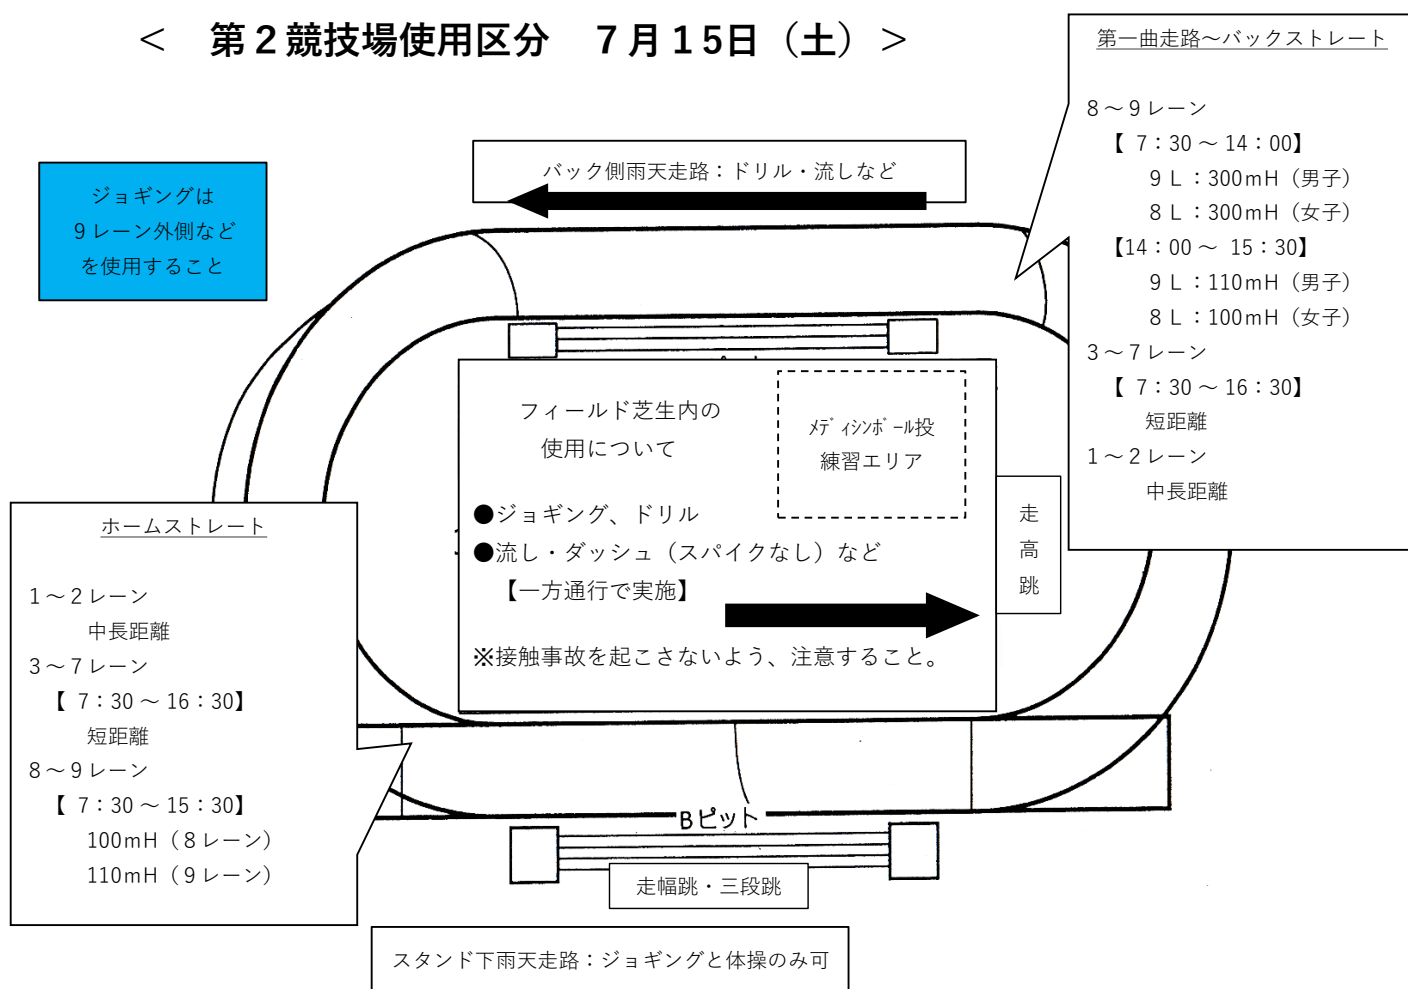 ＜　第２競技場使用区分　７月１５日（土）＞
第一曲走路～バックストレート
８～９レーン
【 7：30 ～ 14：00】
９Ｌ：300mH（男子）
８Ｌ：300mH（女子）
【14：00 ～ 15：30】
９Ｌ：110mH（男子）
８Ｌ：100mH（女子）
３～７レーン
【 7：30 ～ 16：30】
短距離
１～２レーン
中長距離
バック側雨天走路：ドリル・流しなど
ジョギングは
９レーン外側など
を使用すること
フィールド芝生内の
使用について
ﾒﾃﾞｨｼﾝﾎﾞｰﾙ投
練習エリア
●ジョギング、ドリル
●流し・ダッシュ（スパイクなし）など
【一方通行で実施】
※接触事故を起こさないよう、注意すること。
走
高
跳
ホームストレート
１～２レーン
中長距離
３～７レーン
【 7：30 ～ 16：30】
短距離
８～９レーン
【 7：30 ～ 15：30】
100mH（８レーン）
110mH（９レーン）
Bピット
走幅跳・三段跳
スタンド下雨天走路：ジョギングと体操のみ可